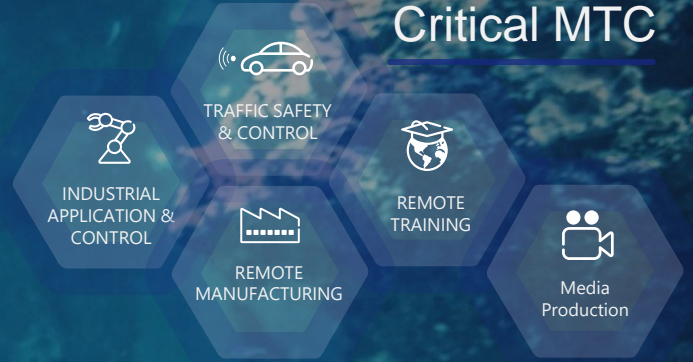 Critical MTC
TRAFFIC SAFETY
& CONTROL
INDUSTRIAL
APPLICATION &
CONTROL
REMOTE
TRAINING
REMOTE
MANUFACTURING
Media
Production